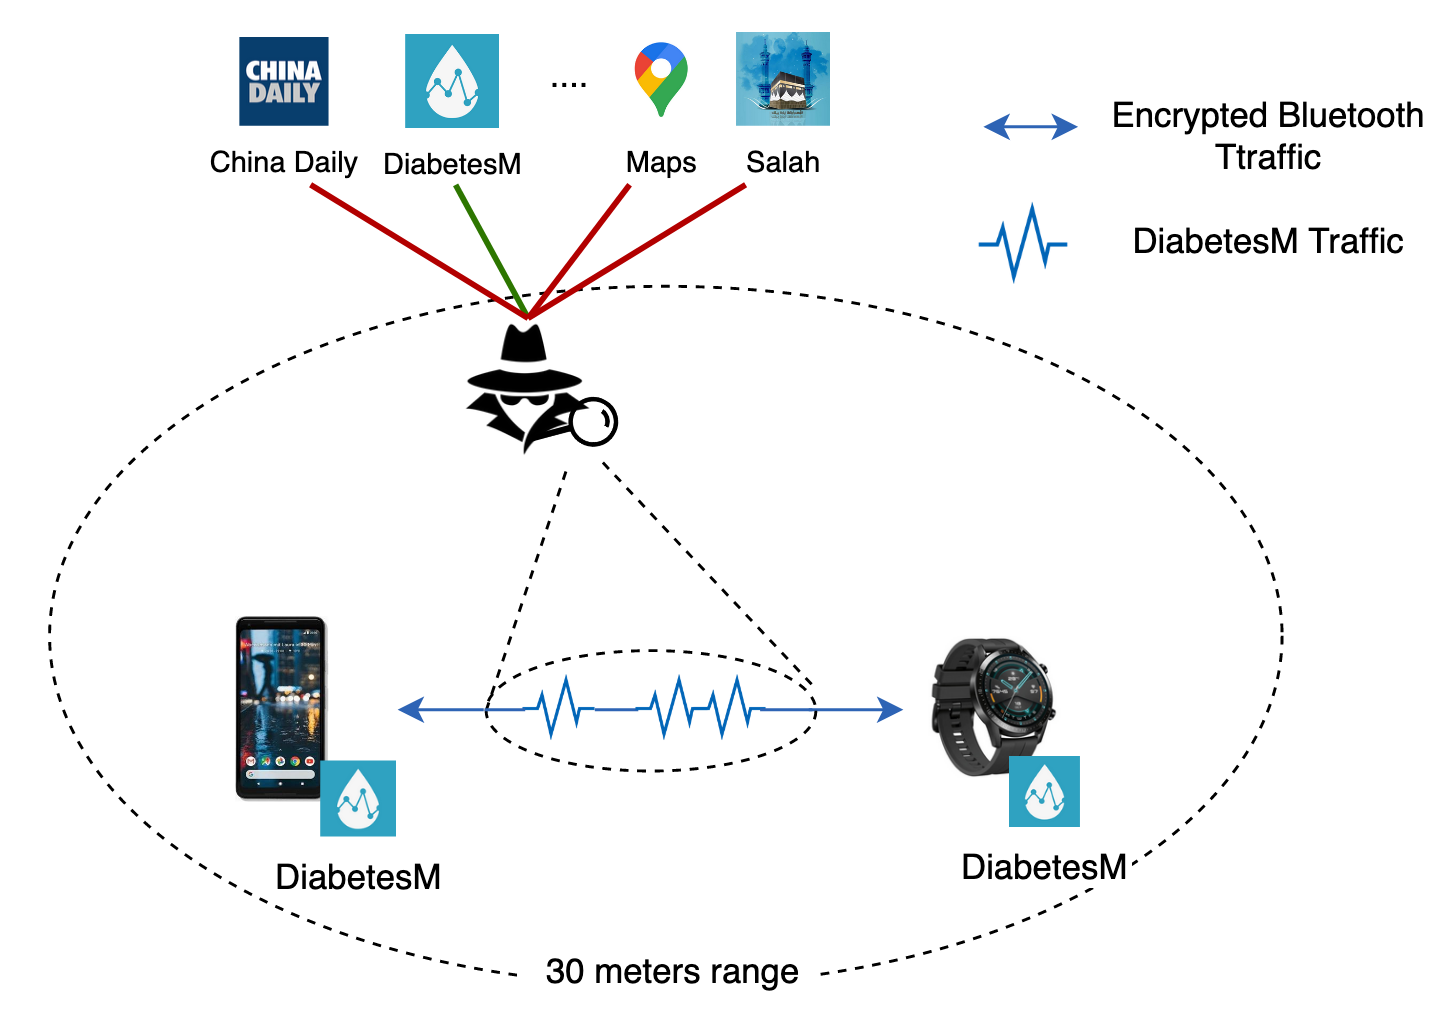 CHINA
DAILY
China Daily
DiabetesM
....
Maps
Salah
Encrypted Bluetooth
Ttraffic
DiabetesM Traffic
DiabetesM
DiabetesM
30 meters range